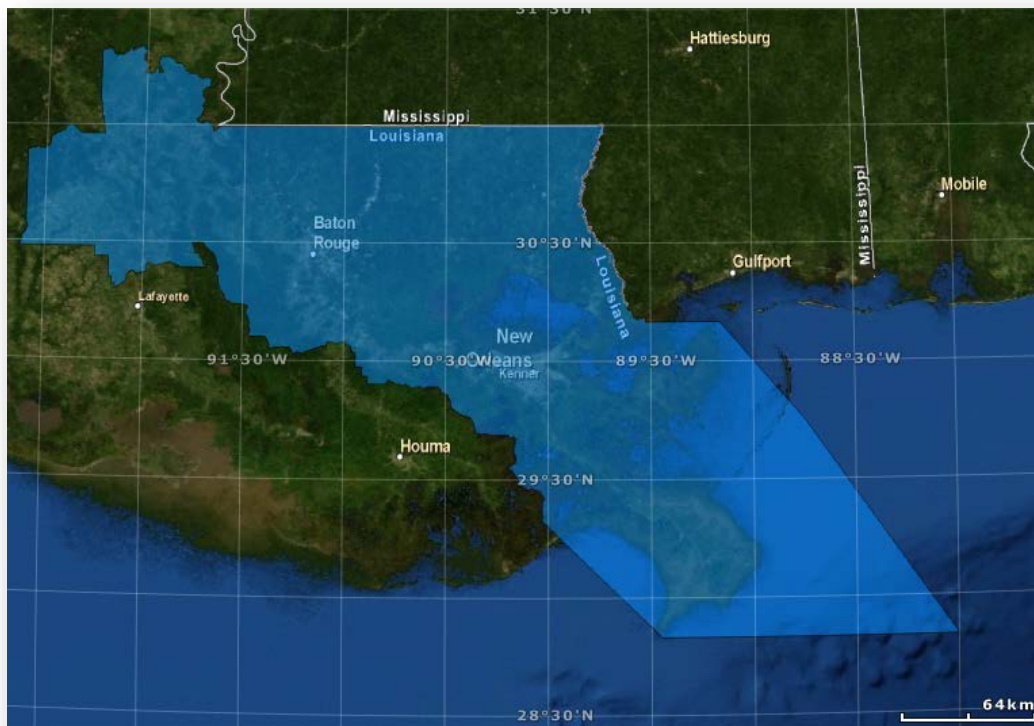 31°30'N
Hattiesburg
Mississippi
Louisiana
Mobile
Mississippi
Baton
Rouge
30°30'N
Louisiana
Gulfport
Lafayette
New
Orleans
91°30'W
90°30'W
89°30'W
88°30'W
Kenner
Houma
29°30'N
64km
28°30'N